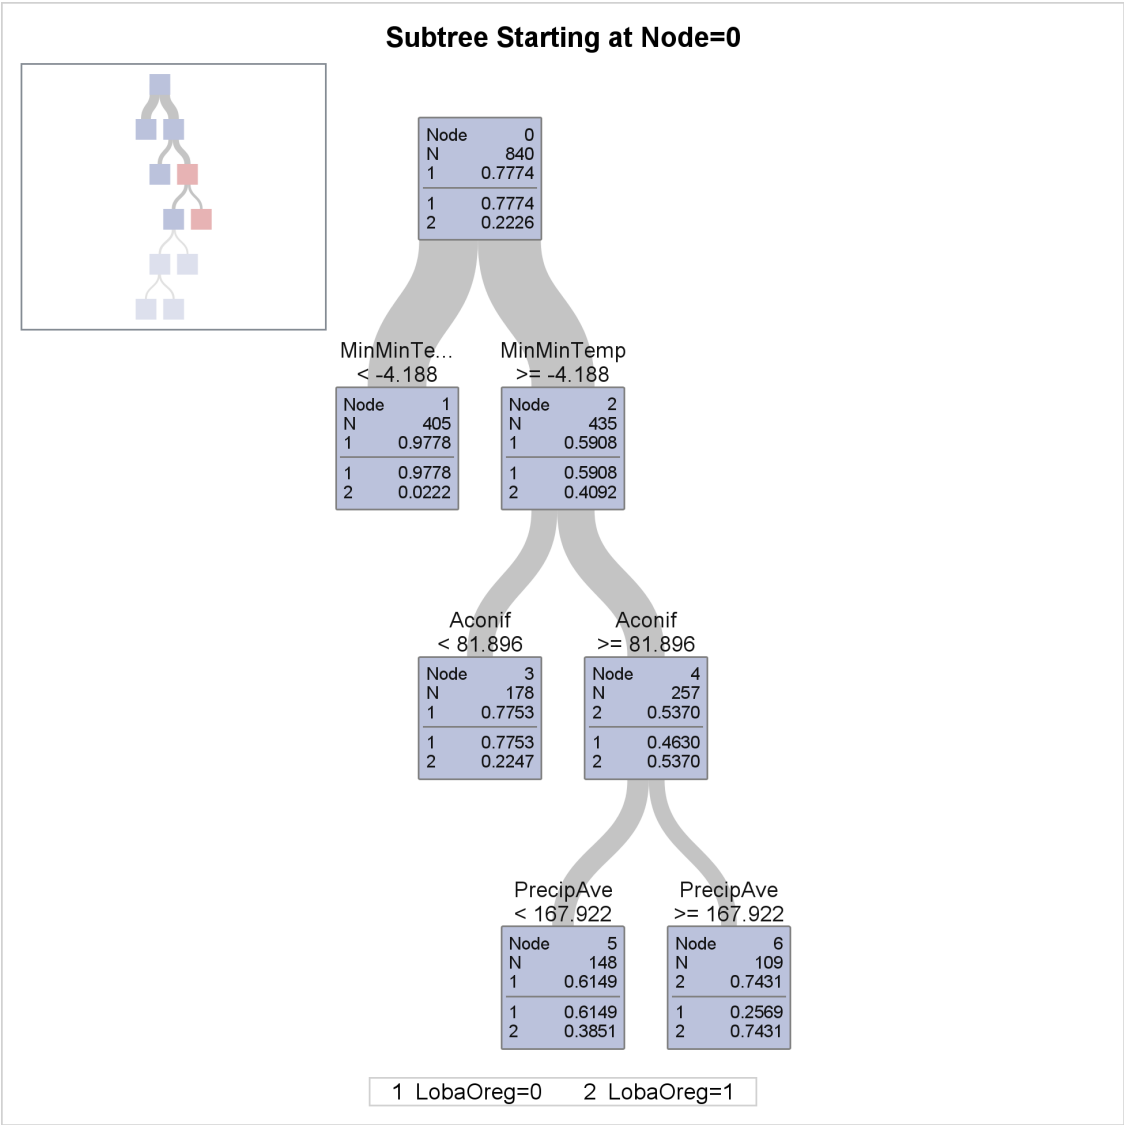 Subtree Starting at Node=0
Node 0
N 840
1 0.7774
1 0.7774
2 0.2226
MinMinTe...
< -4.188
MinMinTemp
>= -4.188
Node 1
N 405
1 0.9778
1 0.9778
2 0.0222
Node 2
N 435
1 0.5908
1 0.5908
2 0.4092
Aconif
< 81.896
Aconif
>= 81.896
Node 3
N 178
1 0.7753
1 0.7753
2 0.2247
Node 4
N 257
2 0.5370
1 0.4630
2 0.5370
PrecipAve
< 167.922
PrecipAve
>= 167.922
Node 5
N 148
1 0.6149
1 0.6149
2 0.3851
Node 6
N 109
2 0.7431
1 0.2569
2 0.7431
1 LobaOreg=0 2 LobaOreg=1